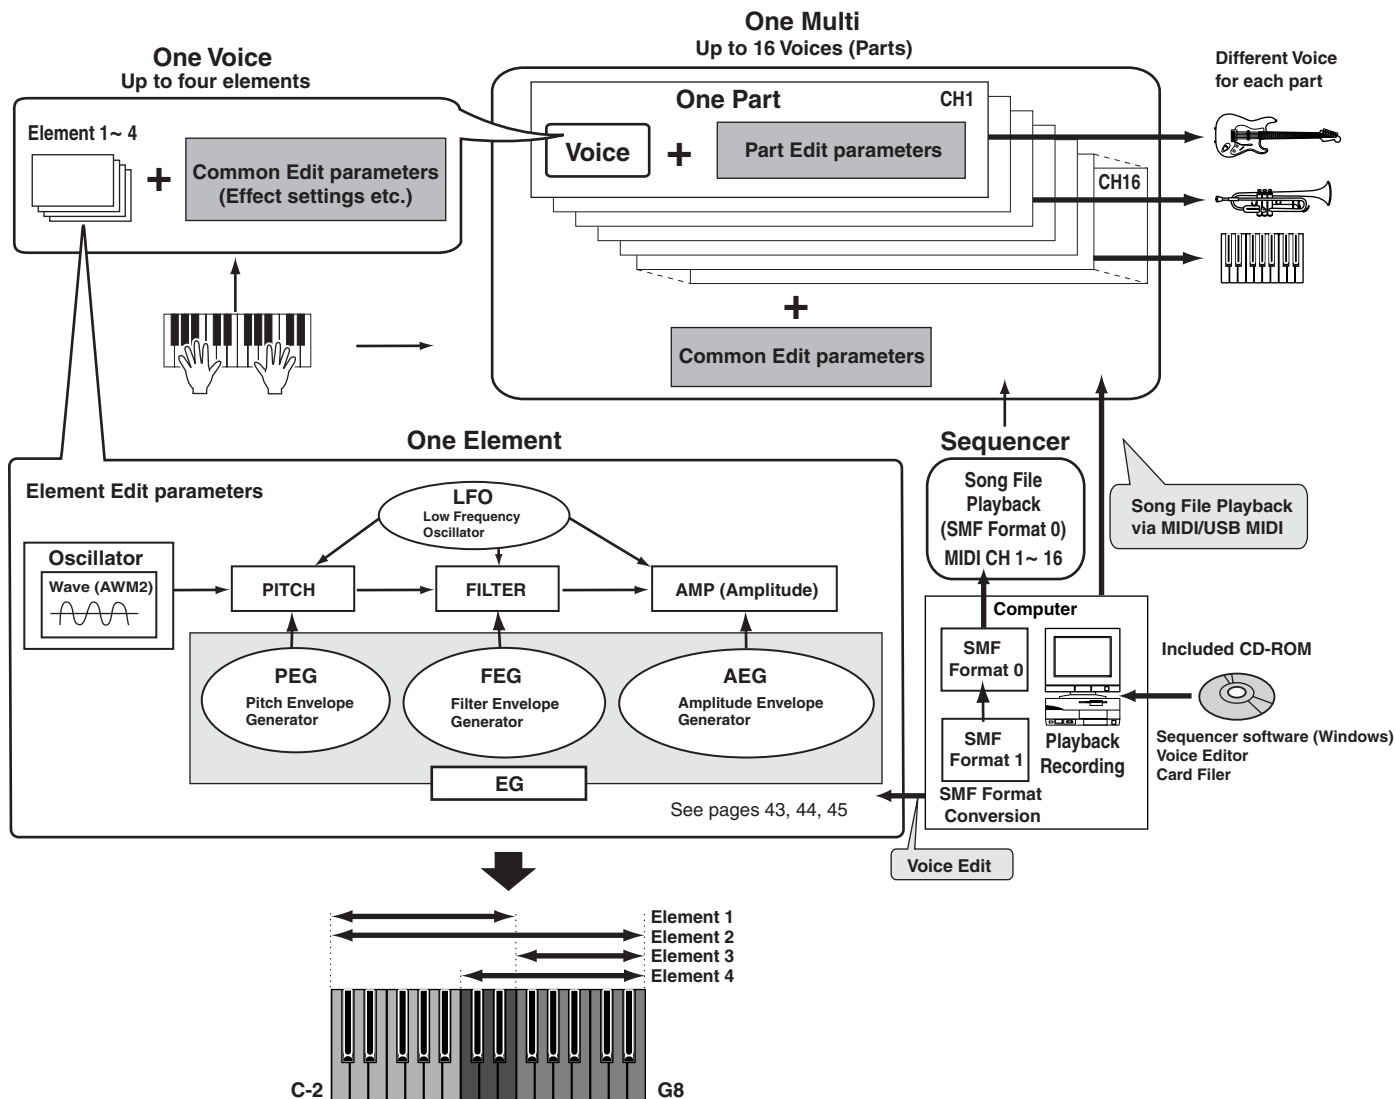 One Multi
Up to 16 Voices (Parts)
One Voice
Up to four elements
Different Voice
for each part
Element 1~ 4
+
Common Edit parameters
(Effect settings etc.)
One Part
CH1
Voice
+
Part Edit parameters
CH16
+
Common Edit parameters
One Element
Element Edit parameters
LFO
Low Frequency
Oscillator
Oscillator
Wave (AWM2)
PITCH
FILTER
AMP (Amplitude)
PEG
Pitch Envelope
Generator
FEG
Filter Envelope
Generator
AEG
Amplitude Envelope
Generator
EG
See pages 43, 44, 45
Sequencer
Song File
Playback
(SMF Format 0)
MIDI CH 1~ 16
Song File Playback
via MIDI/USB MIDI
Computer
SMF
Format 0
SMF
Format 1
Playback
Recording
SMF Format
Conversion
Included CD-ROM
Sequencer software (Windows)
Voice Editor
Card Filer
Voice Edit
Element 1
Element 2
Element 3
Element 4
C-2
G8